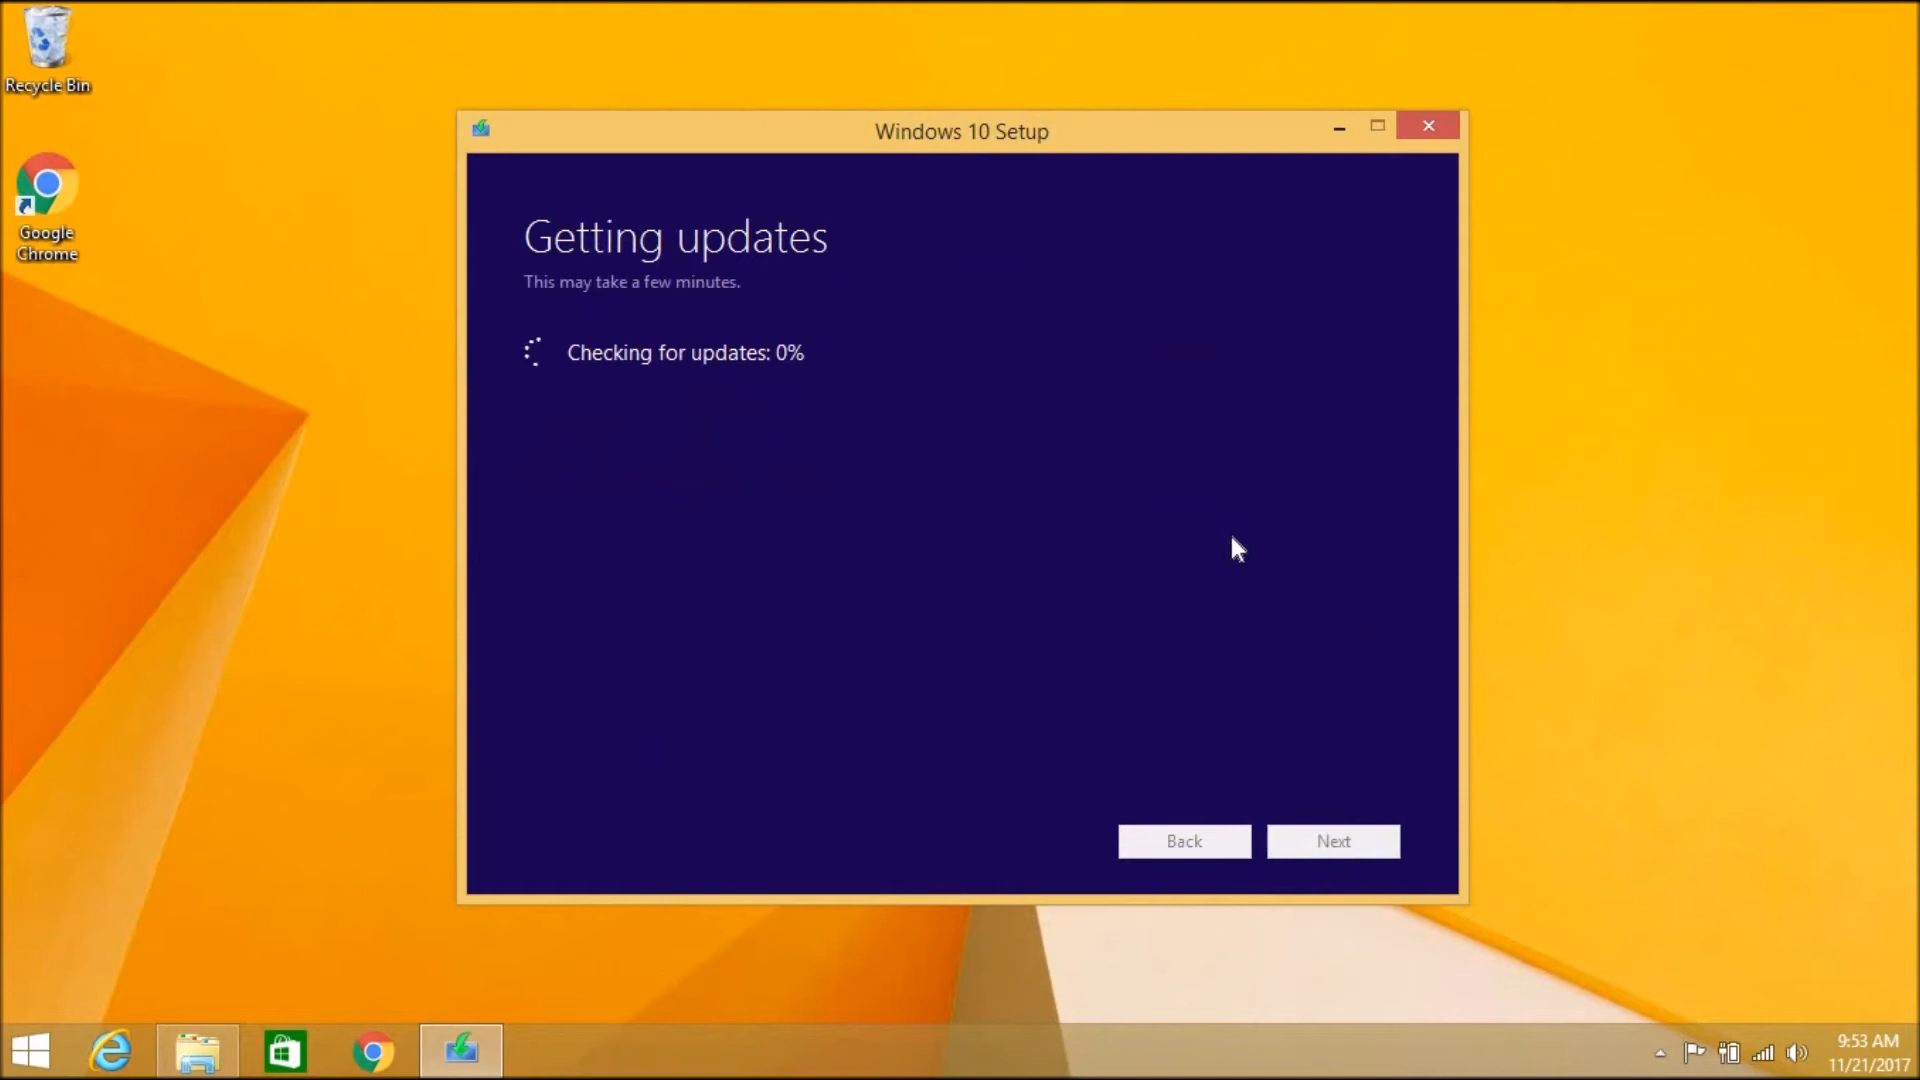 Recycle Bin
Google
Chrome
Windows 10 Setup
Getting updates
This may take a few minutes.
Checking for updates: 0%
Back
Next
9:53 AM
11/21/2017